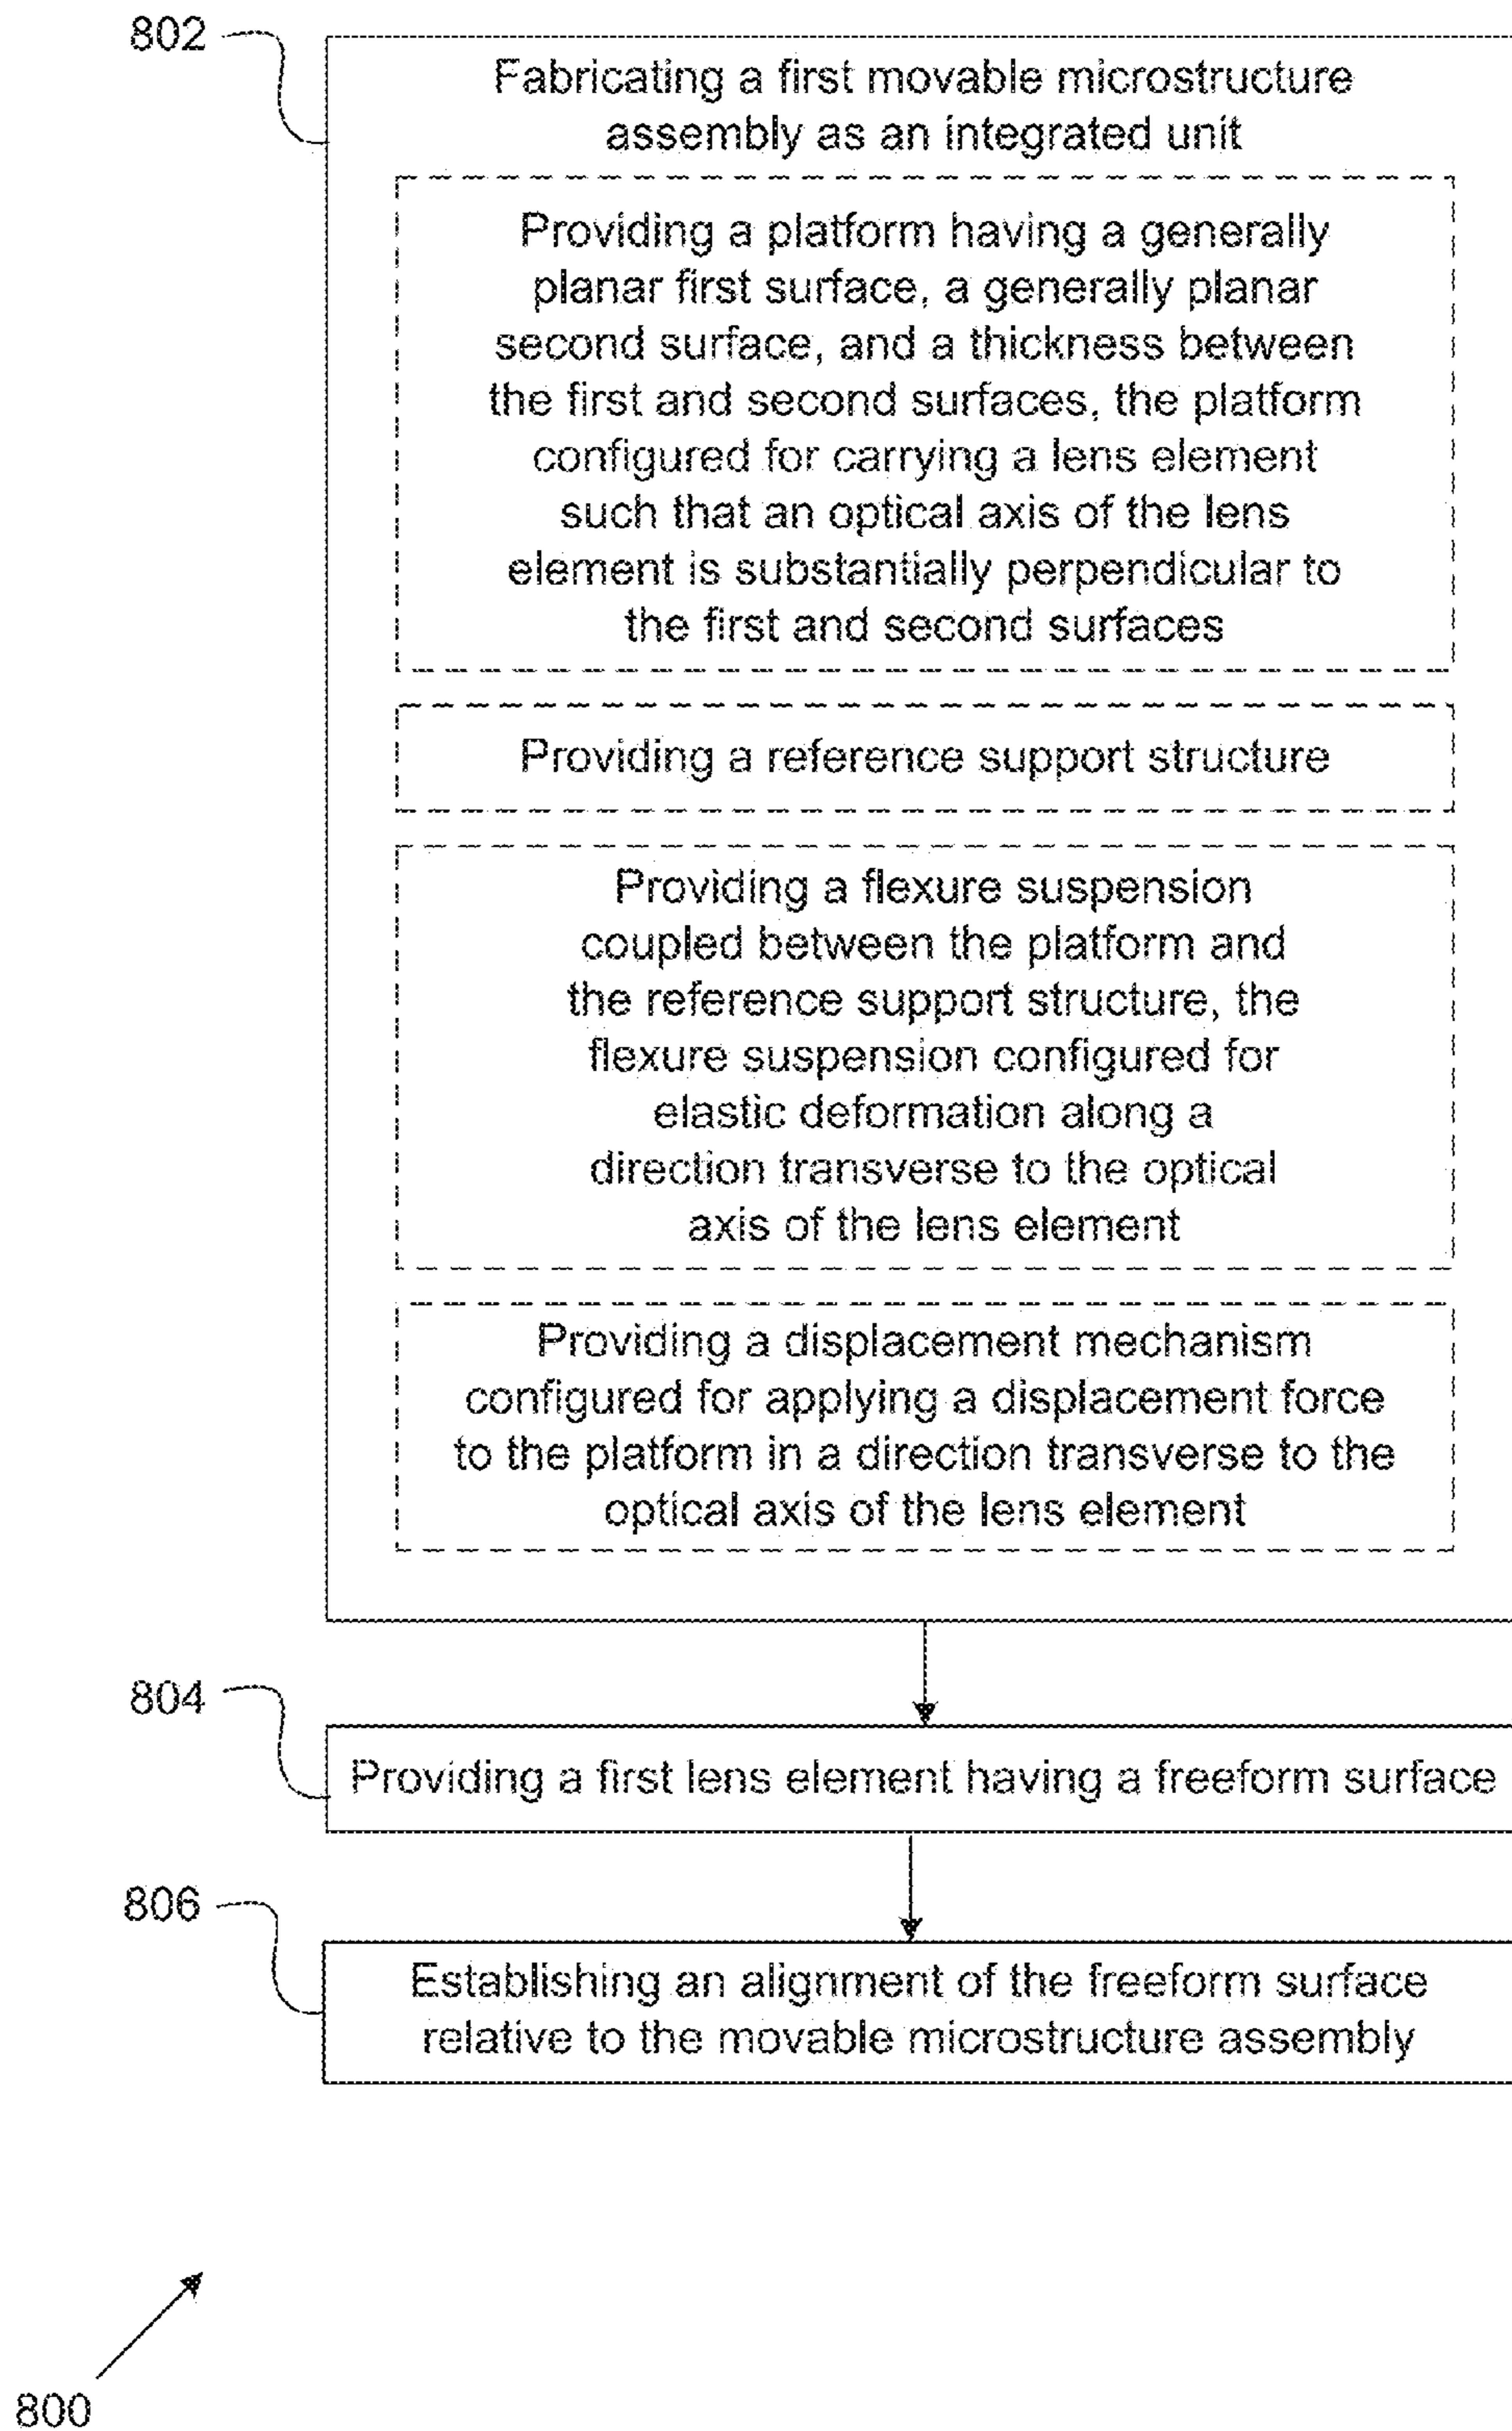 802
Fabricating a first movable microstructure
assembly as an integrated unit
Providing a platform having a generally
planar first surface, a generally planar
second surface, and a thickness between
the first and second surfaces, the platform
configured for carrying a lens element
such that an optical axis of the lens
element is substantially perpendicular to
the first and second surfaces
Providing a reference support structure
Providing a flexure suspension
coupled between the platform and
the reference support structure, the
flexure suspension configured for
elastic deformation along a
direction transverse to the optical
axis of the lens element
Providing a displacement mechanism
configured for applying a displacement force
to the platform in a direction transverse to the
optical axis of the lens element
804
Providing a first lens element having a freeform surface
806
Establishing an alignment of the freeform surface
relative to the movable microstructure assembly
800